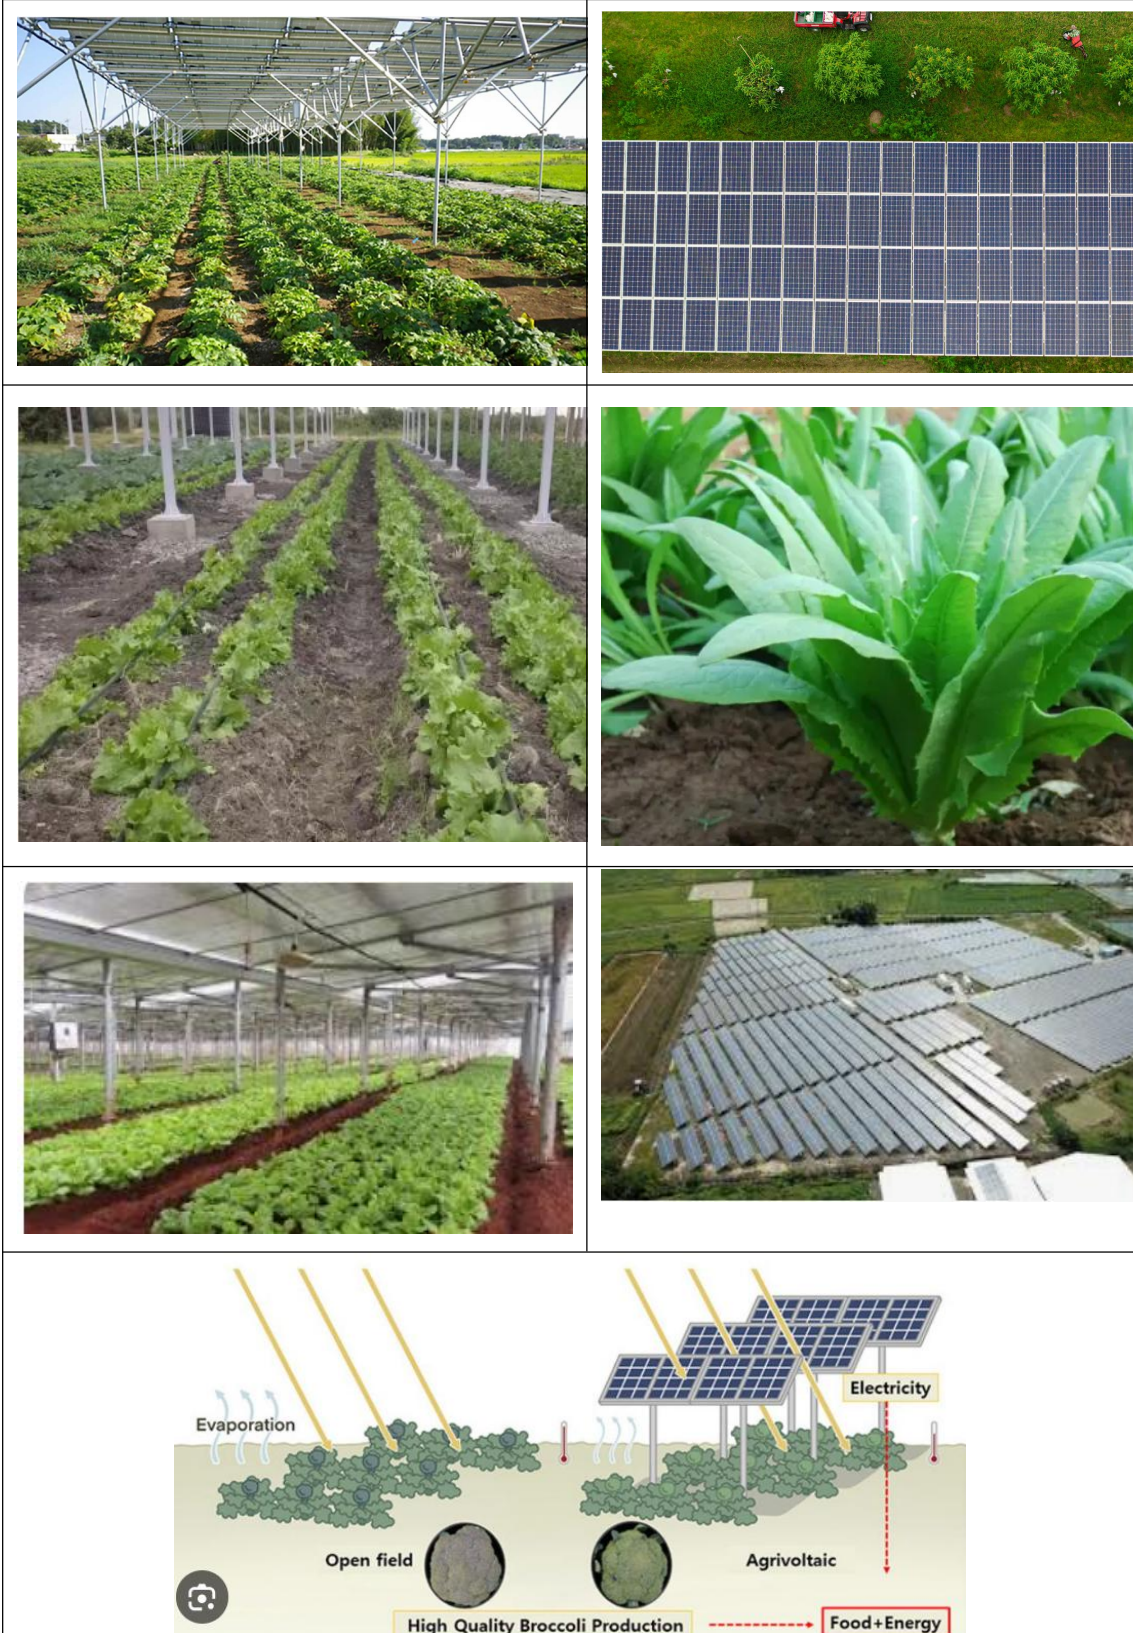 Electricity
Evaporation
Open field
Agrivoltaic
High Quality Broccoli Production
Food+Energy